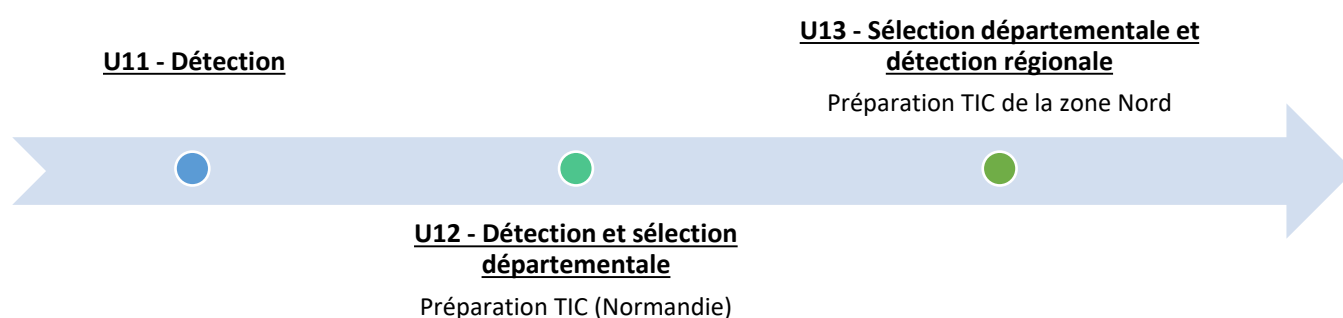 U11 - Détection
U12 - Détection et sélection
départementale
Préparation TIC (Normandie)
U13 - Sélection départementale et
détection régionale
Préparation TIC de la zone Nord